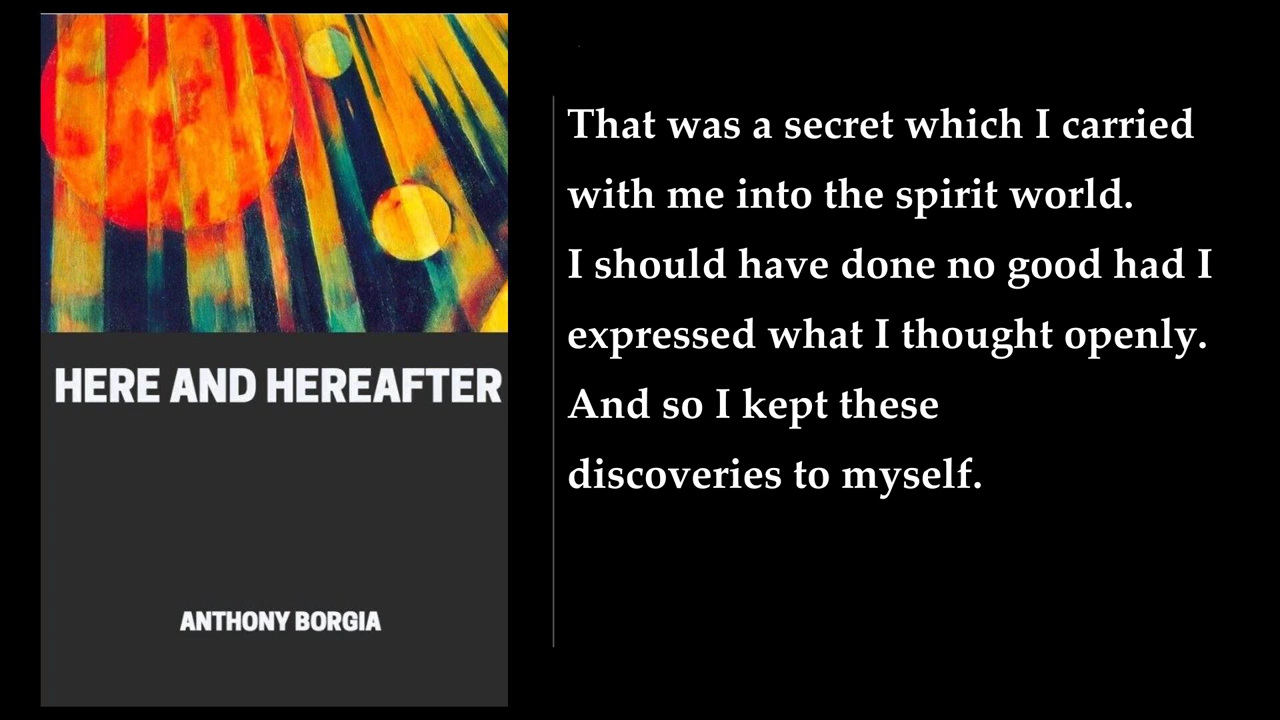 HERE AND HEREAFTER
ANTHONY BORGIA
That was a secret which I carried
with me into the spirit world.
I should have done no good had I
expressed what I thought openly.
And so I kept these
discoveries to myself.